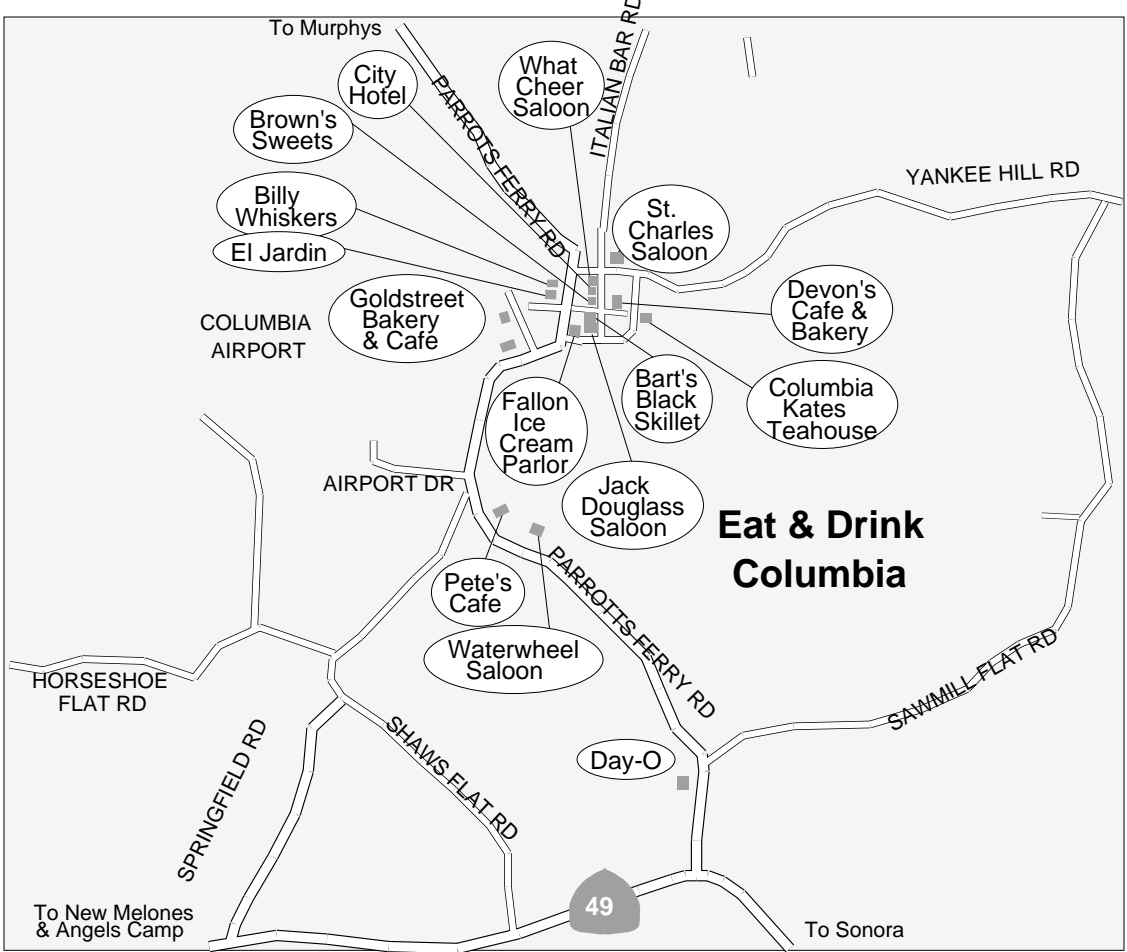 To Murphys
ITALIAN BAR RD
City
Hotel
What
Cheer
Saloon
PARROTS FERRY RD
Brown's
Sweets
YANKEE HILL RD
Billy
Whiskers
St.
Charles
Saloon
El Jardin
Goldstreet
Bakery
& Cafe
Devon's
Cafe &
Bakery
COLUMBIA
AIRPORT
Fallon
Ice
Cream
Parlor
Bart's
Black
Skillet
Columbia
Kates
Teahouse
AIRPORT DR
Jack
Douglass
Saloon
Eat & Drink
Columbia
Pete's
Cafe
PARROTTS FERRY RD
Waterwheel
Saloon
HORSESHOE
FLAT RD
SAWMILL FLAT RD
SPRINGFIELD RD
SHAWS FLAT RD
Day-O
49
To New Melones
& Angels Camp
To Sonora